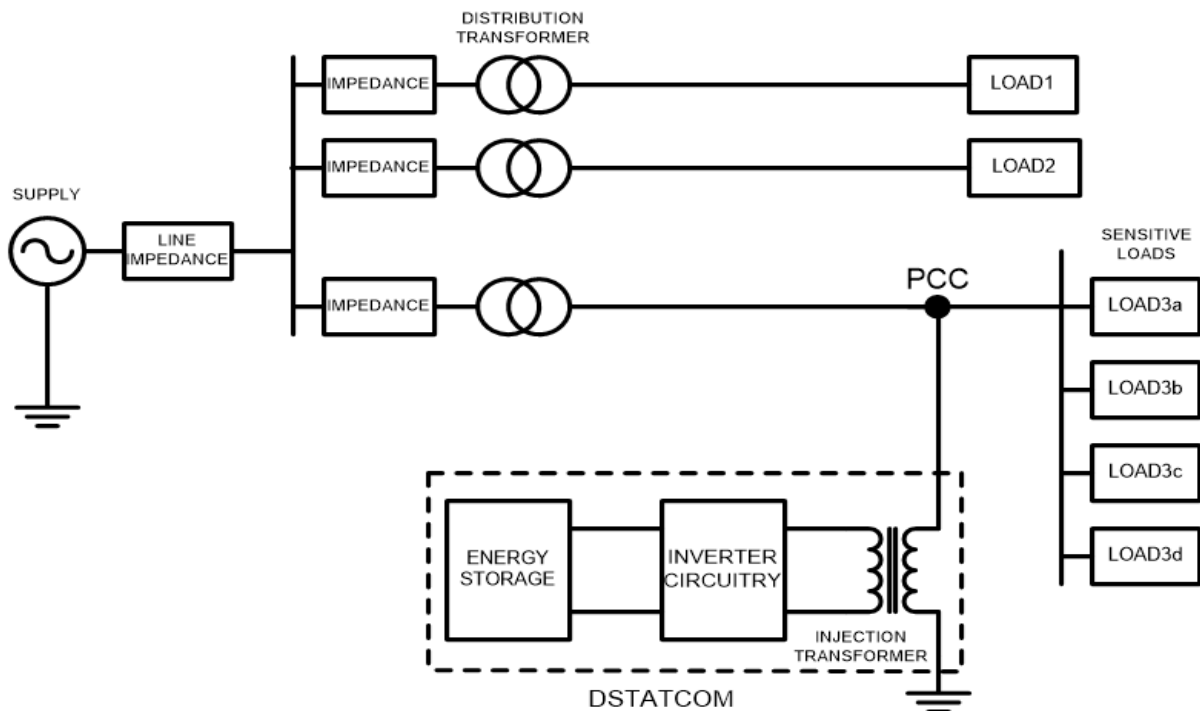 DISTRIBUTION
TRANSFORMER
IMPEDANCE
LOAD1
IMPEDANCE
LOAD2
SUPPLY
LINE
IMPEDANCE
SENSITIVE
LOADS
PCC
IMPEDANCE
LOAD3a
LOAD3b
LOAD3c
LOAD3d
ENERGY
STORAGE
INVERTER
CIRCUITRY
INJECTION
TRANSFORMER
DSTATCOM